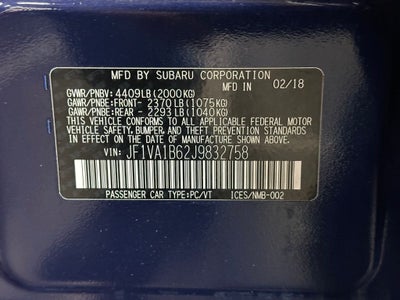 MFD BY SUBARU CORPORATION
MFD IN 02/18
GVWR/PNBV: 4409LB(2000KG)
GAWR/PNBE:FRONT- 2370LB(1075KG)
GAWR/PNBE:REAR - 2293LB(1040KG)
THIS VEHICLE CONFORMS TO ALL APPLICABLE FEDERAL MOTOR
VEHICLE SAFETY, BUMPER, AND THEFT PREVENTION STANDARDS
IN EFFECT ON THE DATE OF MANUFACTURE SHOWN ABOVE.
VIN: JF1VA1B62J9832758
PASSENGER CAR TYPE:PC/VT ICES/NMB-002